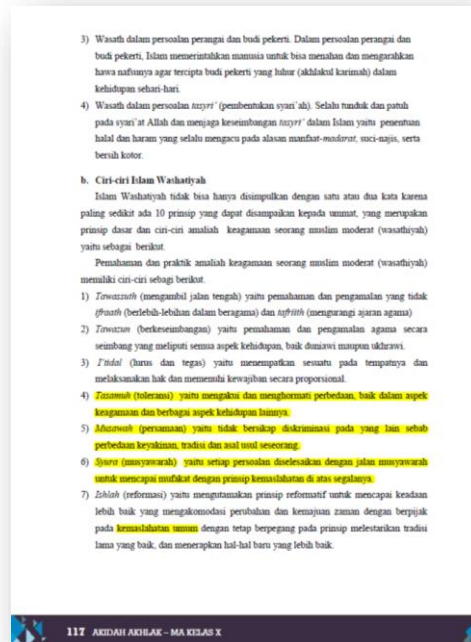 3) Wasath dalam persoalan perangai dan budi pekerti. Dalam persoalan perangai dan
budi pekerti, Islam memerintahkan manusia untuk bisa menahan dan mengarahkan
hawa nafsunya agar tercipta budi pekerti yang luhur (akhlakul karimah) dalam
kehidupan sehari-hari.
4) Wasath dalam persoalan tasyri' (pembentukan syari'ah). Selalu tunduk dan patuh
pada syari'at Allah dan menjaga keseimbangan tasyri' dalam Islam yaitu penentuan
halal dan haram yang selalu mengacu pada alasan manfaat-madarat, suci-najis, serta
bersih kotor.
b. Ciri-ciri Islam Washatiyah
Islam Washatiyah tidak bisa hanya disimpulkan dengan satu atau dua kata karena
paling sedikit ada 10 prinsip yang dapat disampaikan kepada ummat, yang merupakan
prinsip dasar dan ciri-ciri amaliah keagamaan seorang muslim moderat (wasathiyah)
yaitu sebagai berikut.
Pemahaman dan praktik amaliah keagamaan seorang muslim moderat (wasathiyah)
memiliki ciri-ciri sebagi berikut.
1) Tawassuth (mengambil jalan tengah) yaitu pemahaman dan pengamalan yang tidak
ifraath (berlebih-lebihan dalam beragama) dan tafriith (mengurangi ajaran agama)
2) Tawazun (berkeseimbangan) yaitu pemahaman dan pengamalan agama secara
seimbang yang meliputi semua aspek kehidupan, baik duniawi maupun ukhrawi.
3) I'tidal (lurus dan tegas) yaitu menempatkan sesuatu pada tempatnya dan
melaksanakan hak dan memenuhi kewajiban secara proporsional.
4) Tasamuh (toleransi) yaitu mengakui dan menghormati perbedaan, baik dalam aspek
keagamaan dan berbagai aspek kehidupan lainnya.
5) Musawah (persamaan) yaitu tidak bersikap diskriminasi pada yang lain sebab
perbedaan keyakinan, tradisi dan asal usul seseorang.
6) Syura (musyawarah) yaitu setiap persoalan diselesaikan dengan jalan musyawarah
untuk mencapai mufakat dengan prinsip kemaslahatan di atas segalanya.
7) Ishlah (reformasi) yaitu mengutamakan prinsip reformatif untuk mencapai keadaan
lebih baik yang mengakomodasi perubahan dan kemajuan zaman dengan berpijak
pada kemaslahatan umum dengan tetap berpegang pada prinsip melestarikan tradisi
lama yang baik, dan menerapkan hal-hal baru yang lebih baik.
117 AKIDAH AKHLAK – MA KELAS X